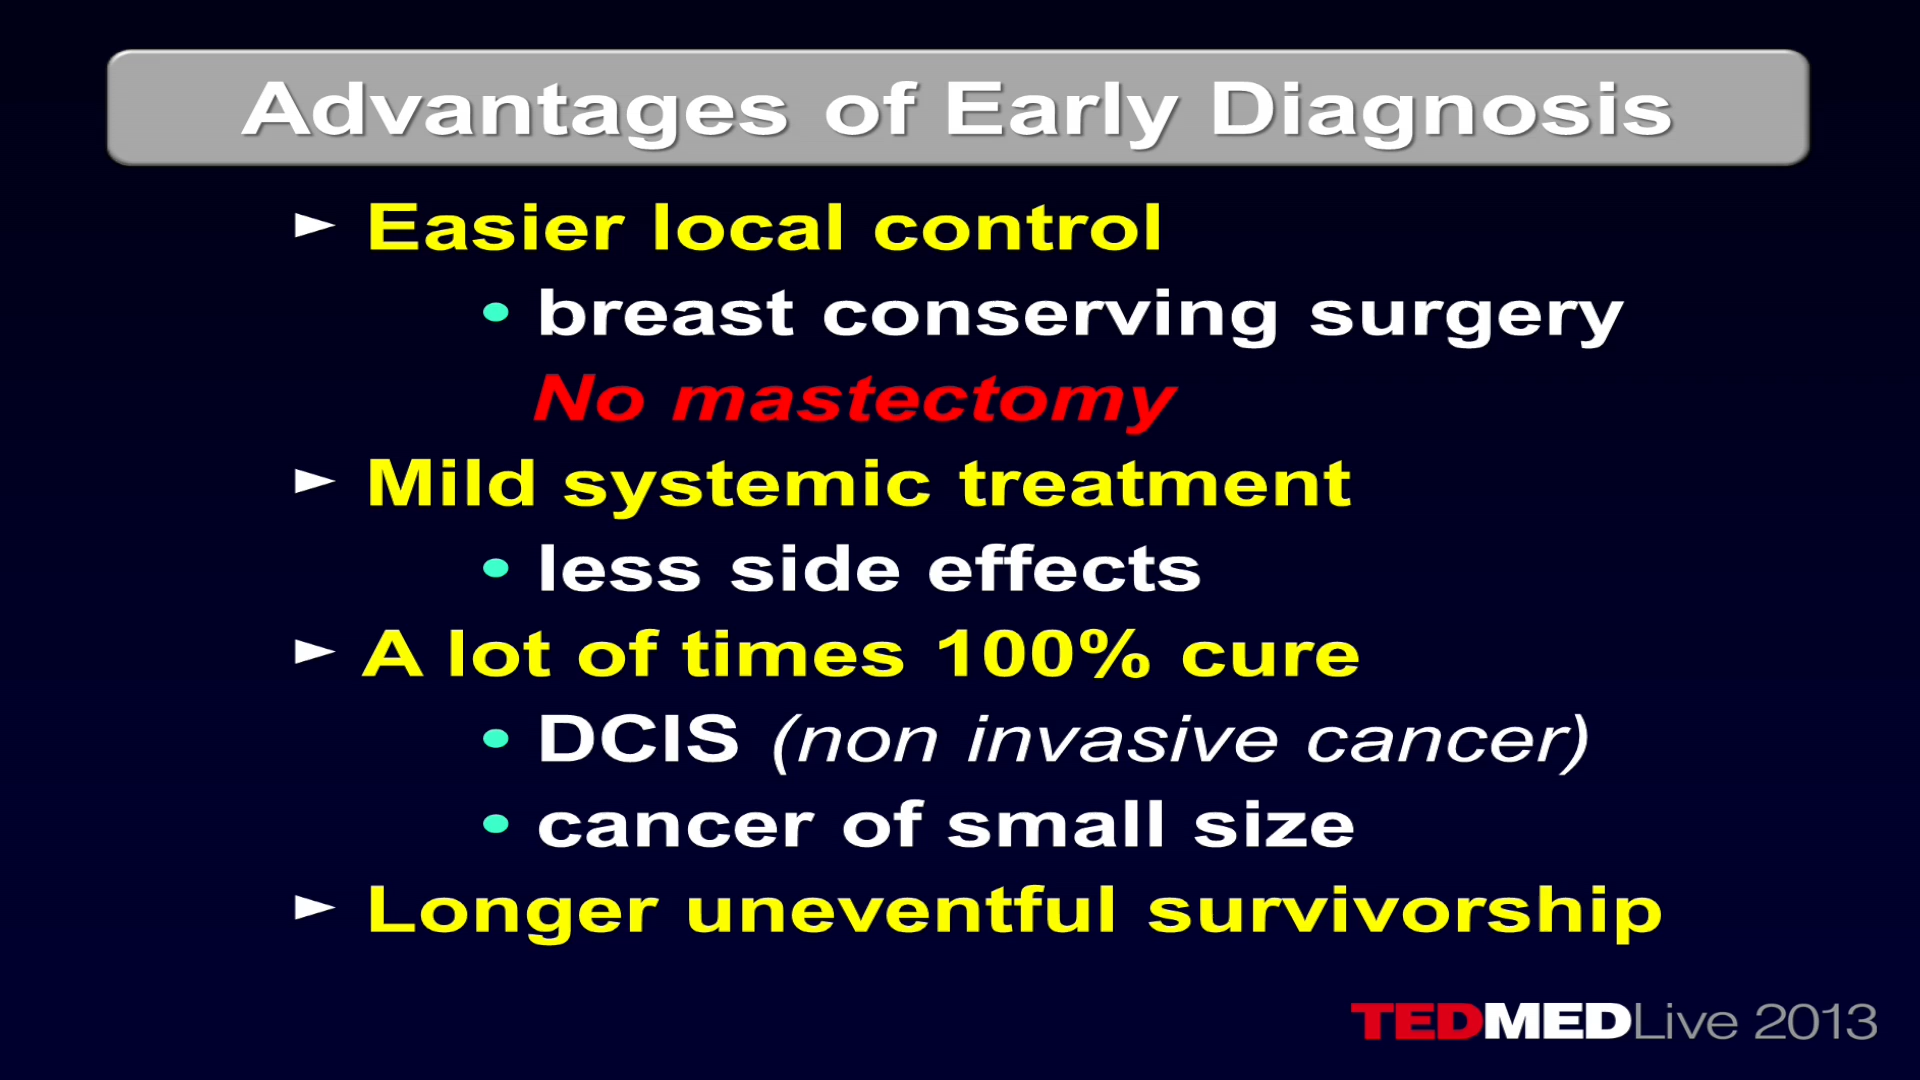 Advantages of Early Diagnosis
► Easier local control
• breast conserving surgery
No mastectomy
► Mild systemic treatment
• less side effects
► A lot of times 100% cure
• DCIS (non invasive cancer)
• cancer of small size
► Longer uneventful survivorship
TEDMEDLive 2013